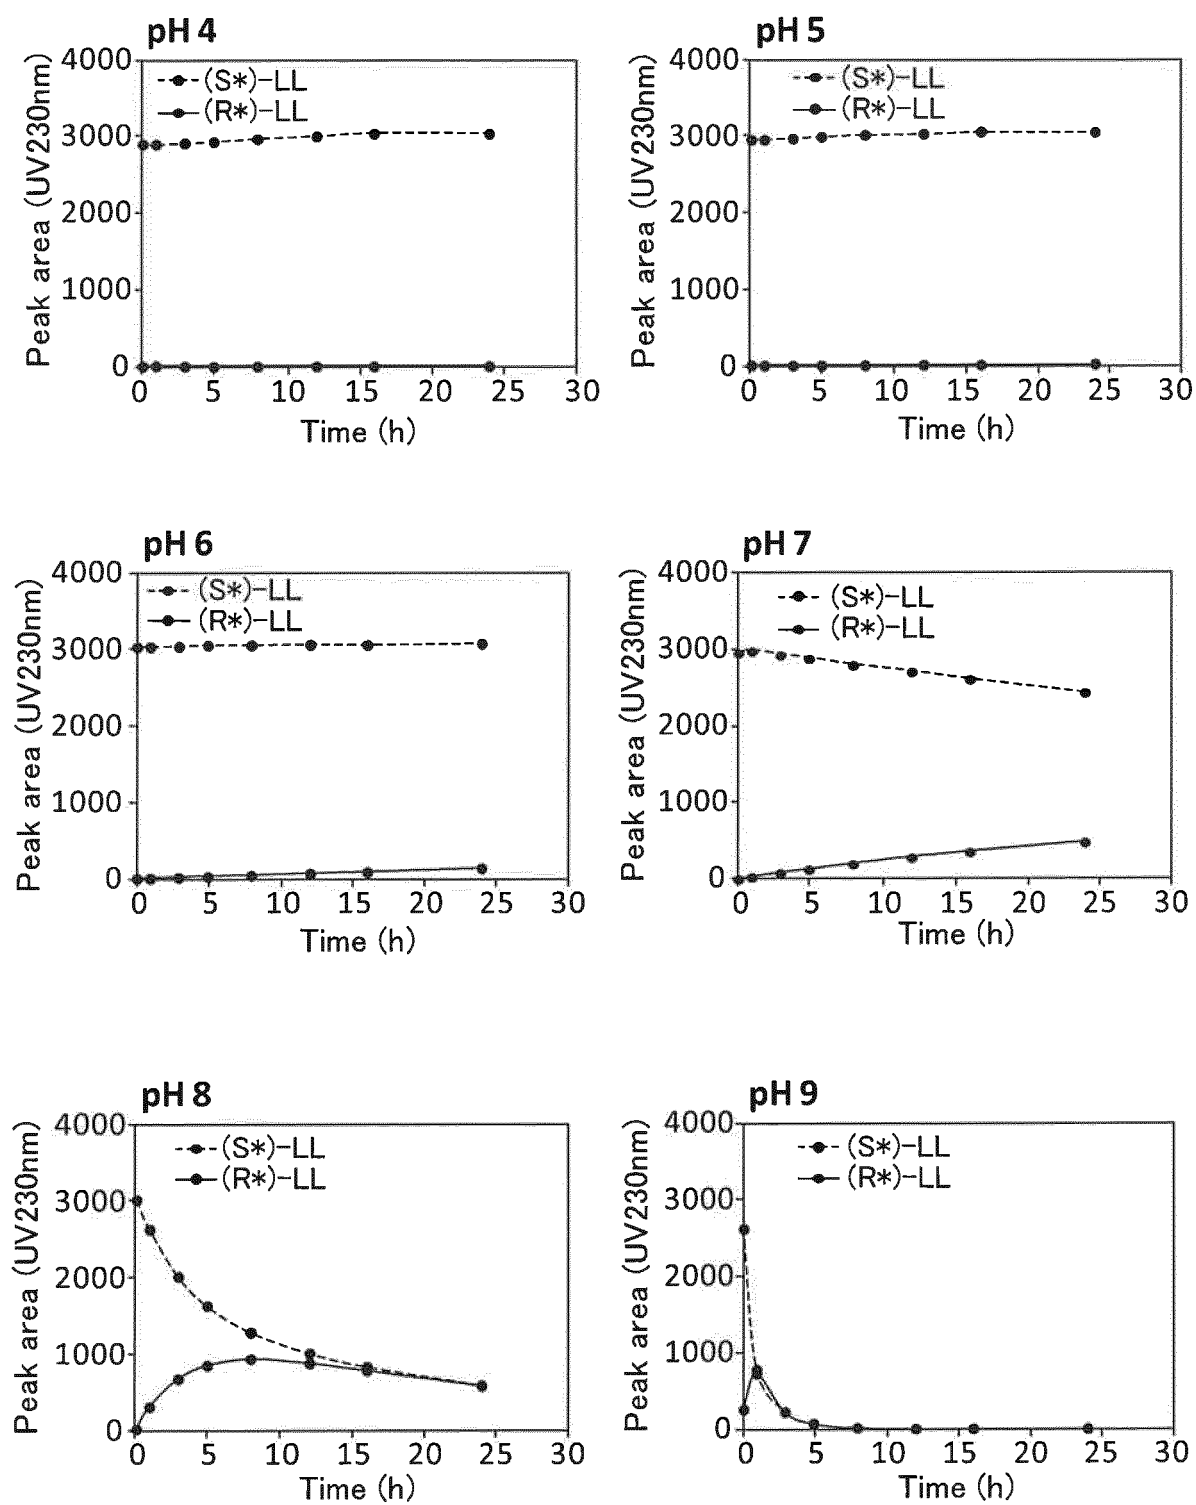 pH 4
Peak area (UV230nm)
4000
3000
2000
1000
0
(S*)-LL
(R*)-LL
0 5 10 15 20 25 30
Time (h)
pH 5
Peak area (UV230nm)
4000
3000
2000
1000
0
(S*)-LL
(R*)-LL
0 5 10 15 20 25 30
Time (h)
pH 6
Peak area (UV230nm)
4000
3000
2000
1000
0
(S*)-LL
(R*)-LL
0 5 10 15 20 25 30
Time (h)
pH 7
Peak area (UV230nm)
4000
3000
2000
1000
0
(S*)-LL
(R*)-LL
0 5 10 15 20 25 30
Time (h)
pH 8
Peak area (UV230nm)
4000
3000
2000
1000
0
(S*)-LL
(R*)-LL
0 5 10 15 20 25 30
Time (h)
pH 9
Peak area (UV230nm)
4000
3000
2000
1000
0
(S*)-LL
(R*)-LL
0 5 10 15 20 25 30
Time (h)